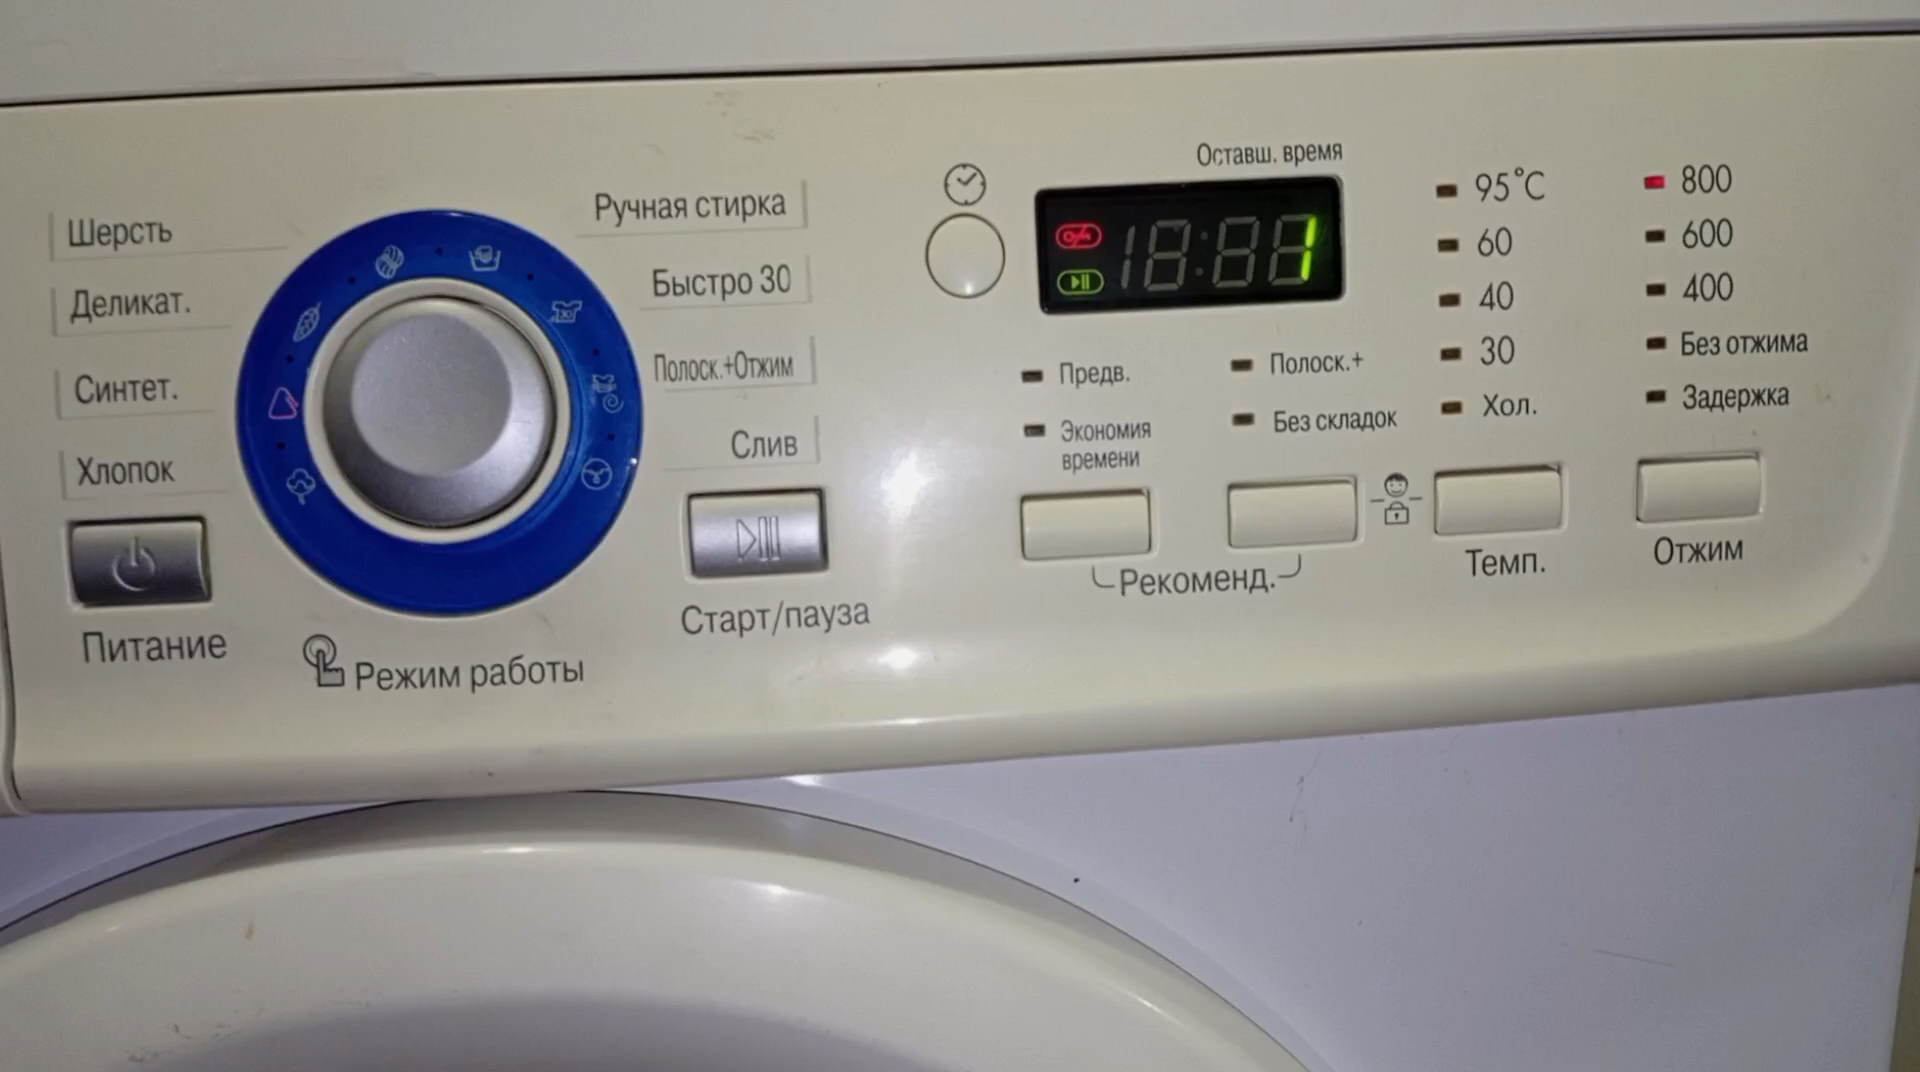 Шерсть
Деликат.
Синтет.
Хлопок
Питание
Режим работы
Ручная стирка
Быстро 30
Полоск.+Отжим
Слив
Старт/пауза
30
Оставш. время
18:88
Предв.
Экономия
времени
Полоск.+
Без складок
Рекоменд.
95°C
60
40
30
Хол.
Темп.
800
600
400
Без отжима
Задержка
Отжим